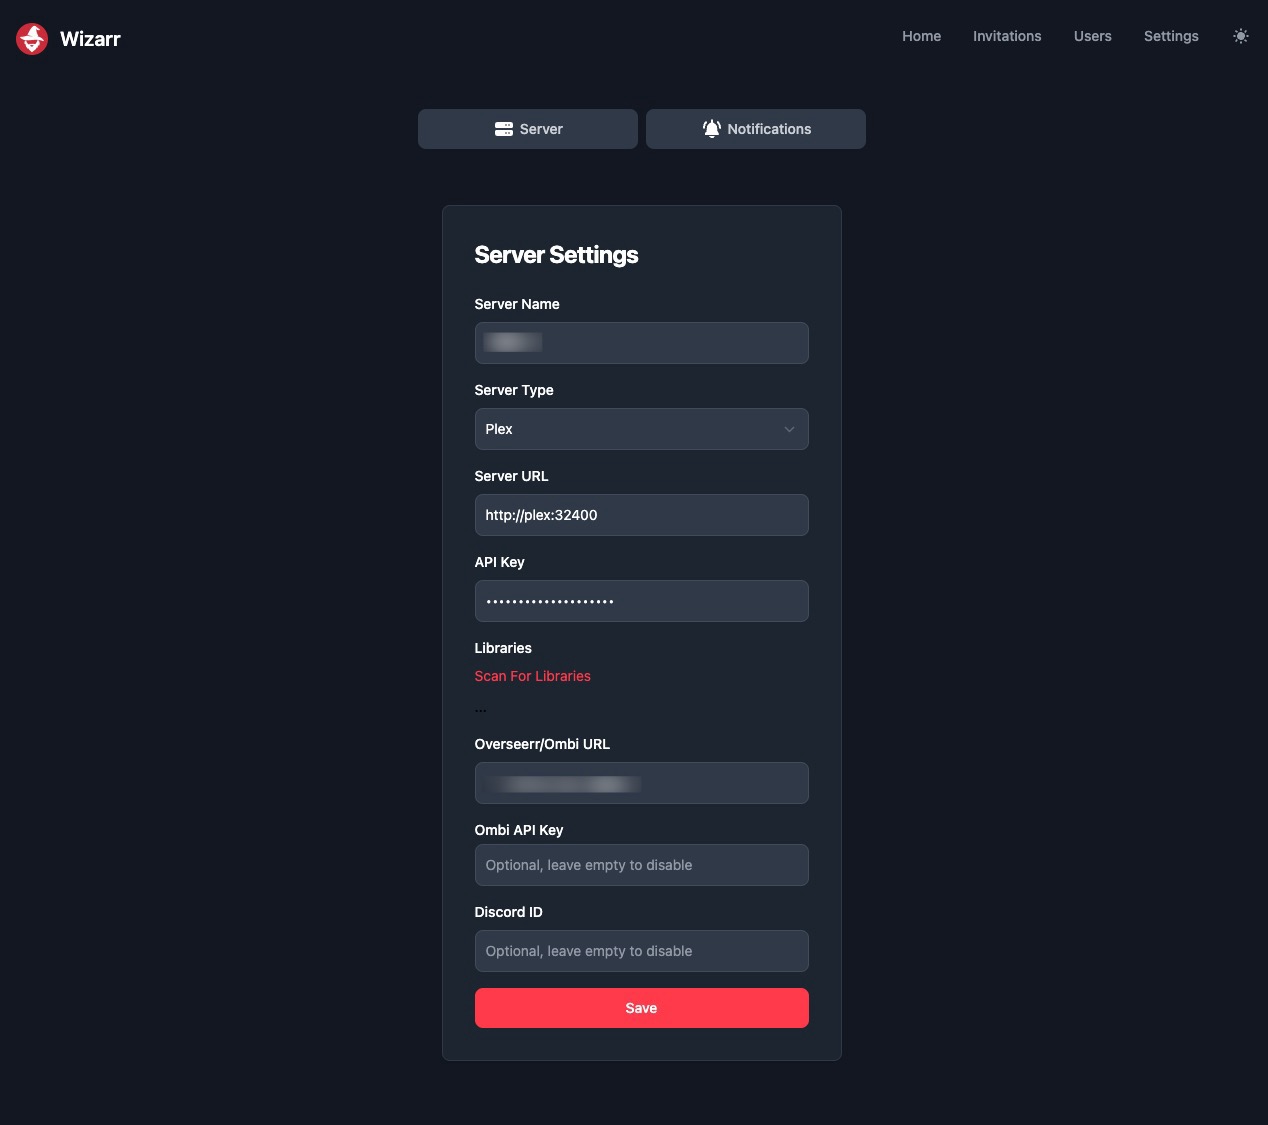 Wizarr
Home
Invitations
Users
Settings
Server
Notifications
Server Settings
Server Name
Server Type
Plex
Server URL
http://plex:32400
API Key
••••••••••••••••••••
Libraries
Scan For Libraries
...
Overseerr/Ombi URL
Ombi API Key
Optional, leave empty to disable
Discord ID
Optional, leave empty to disable
Save